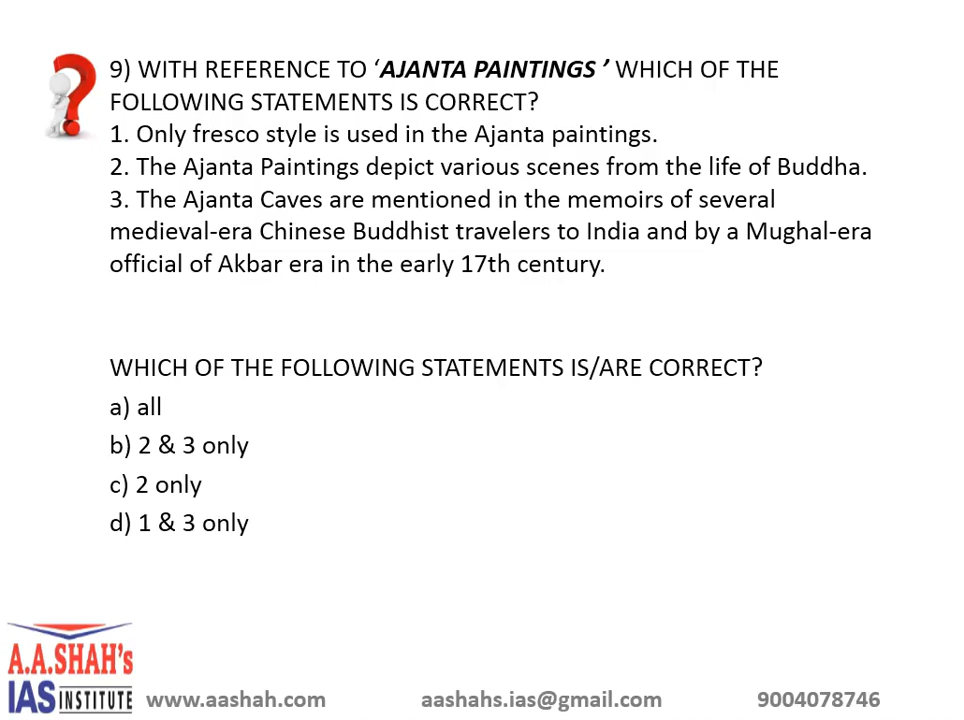 9) WITH REFERENCE TO ‘AJANTA PAINTINGS ’ WHICH OF THE
FOLLOWING STATEMENTS IS CORRECT?
1. Only fresco style is used in the Ajanta paintings.
2. The Ajanta Paintings depict various scenes from the life of Buddha.
3. The Ajanta Caves are mentioned in the memoirs of several
medieval-era Chinese Buddhist travelers to India and by a Mughal-era
official of Akbar era in the early 17th century.
WHICH OF THE FOLLOWING STATEMENTS IS/ARE CORRECT?
a) all
b) 2 & 3 only
c) 2 only
d) 1 & 3 only
A.A.SHAH's
IAS INSTITUTE
www.aashah.com aashahs.ias@gmail.com 9004078746